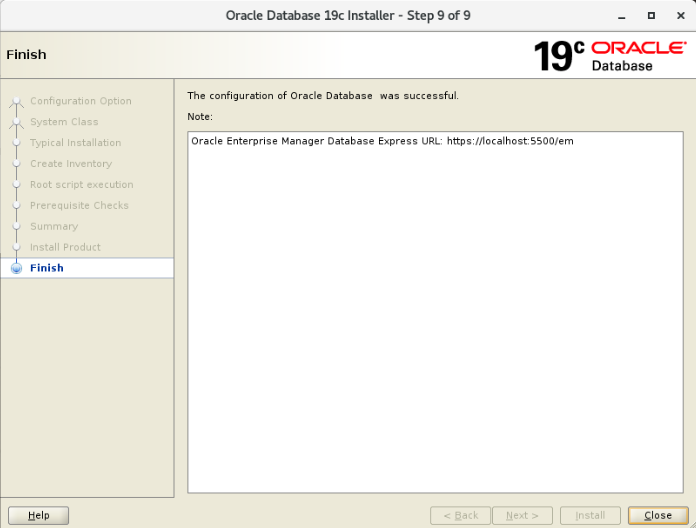 Oracle Database 19c Installer - Step 9 of 9
Finish
19c ORACLE
Database
Configuration Option
System Class
Typical Installation
Create Inventory
Root script execution
Prerequisite Checks
Summary
Install Product
Finish
The configuration of Oracle Database  was successful.
Note:
Oracle Enterprise Manager Database Express URL: https://localhost:5500/em
Help
< Back
Next >
Install
Close